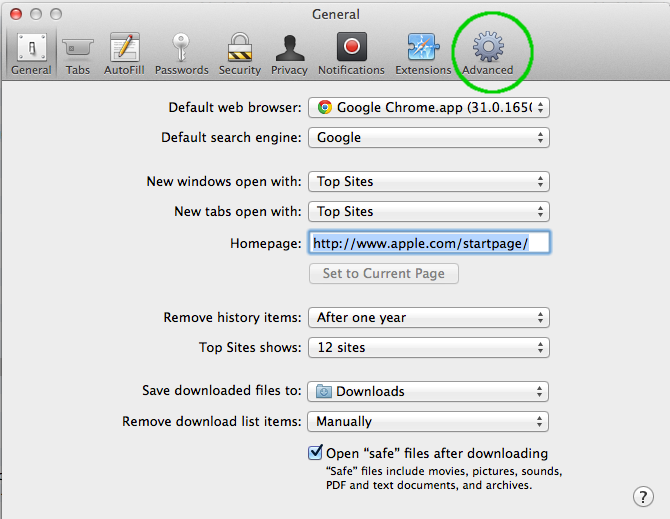 General
General Tabs AutoFill Passwords Security Privacy Notifications Extensions Advanced
Default web browser: Google Chrome.app (31.0.165
Default search engine: Google
New windows open with: Top Sites
New tabs open with: Top Sites
Homepage: http://www.apple.com/startpage/
Set to Current Page
Remove history items: After one year
Top Sites shows: 12 sites
Save downloaded files to: Downloads
Remove download list items: Manually
Open “safe” files after downloading
“Safe” files include movies, pictures, sounds,
PDF and text documents, and archives.
?